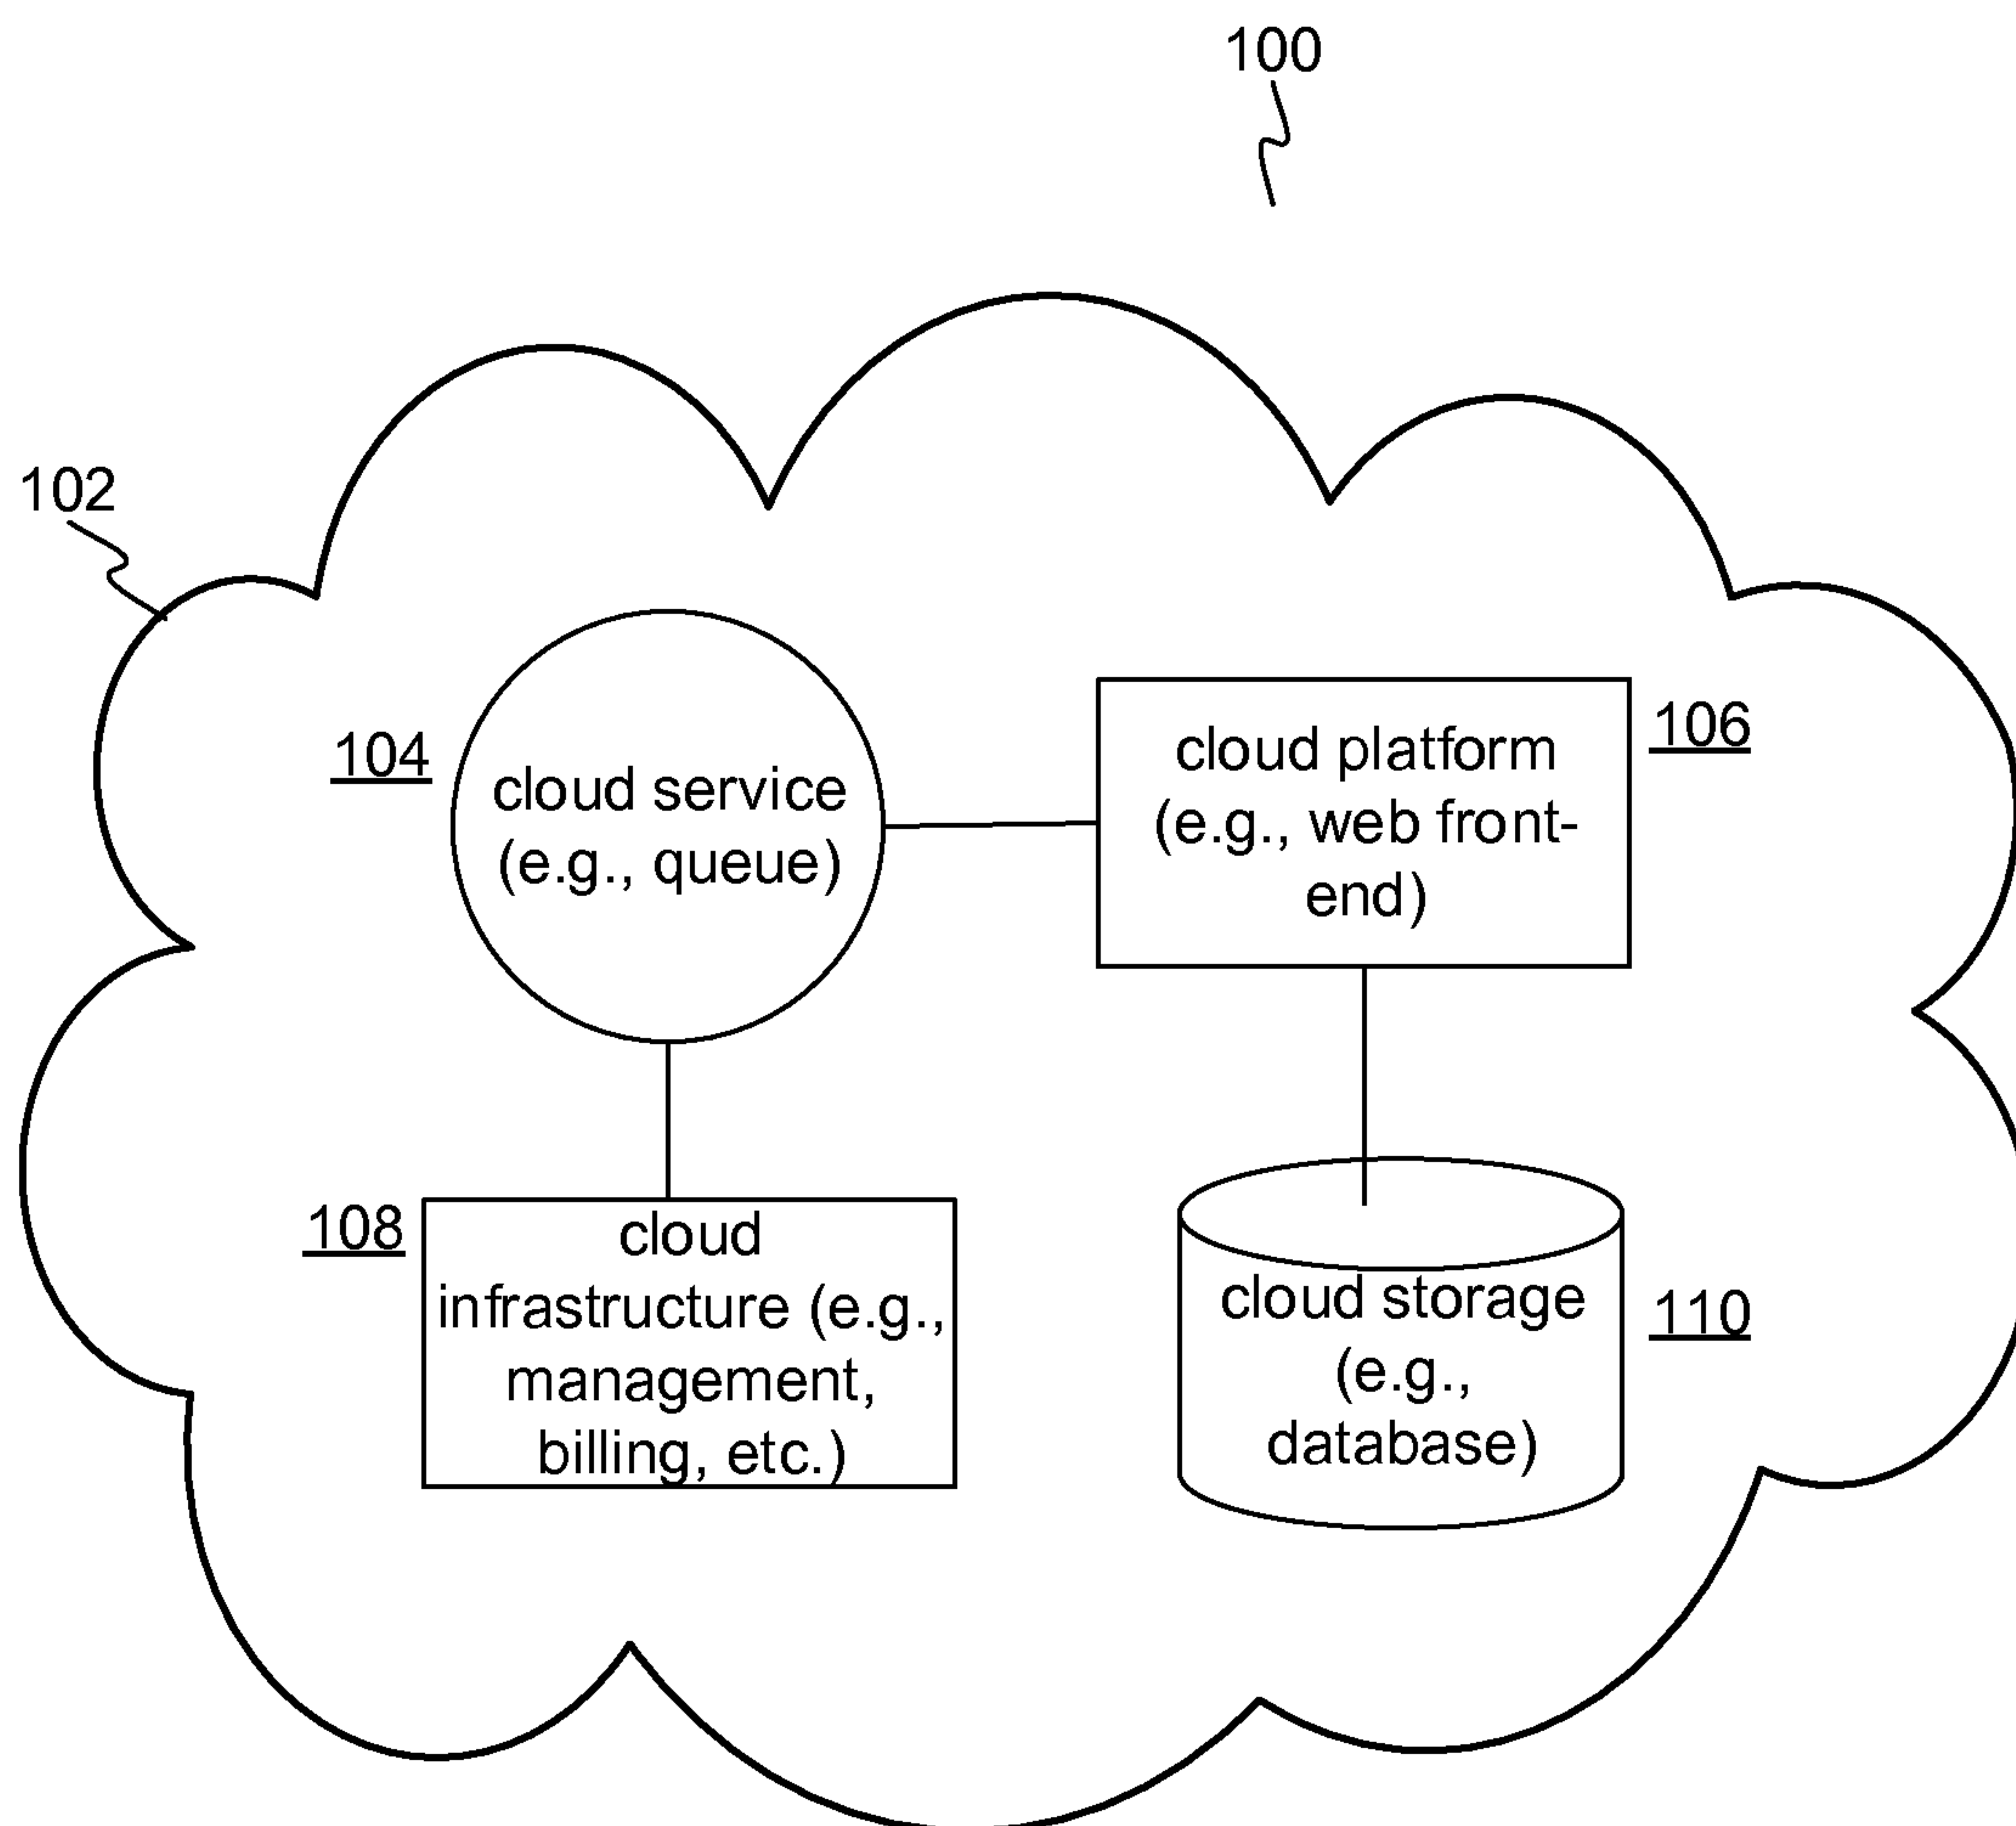 100
102
104
cloud service
(e.g., queue)
cloud platform
(e.g., web front-
end)
106
108
cloud
infrastructure (e.g.,
management,
billing, etc.)
cloud storage
(e.g.,
database)
110